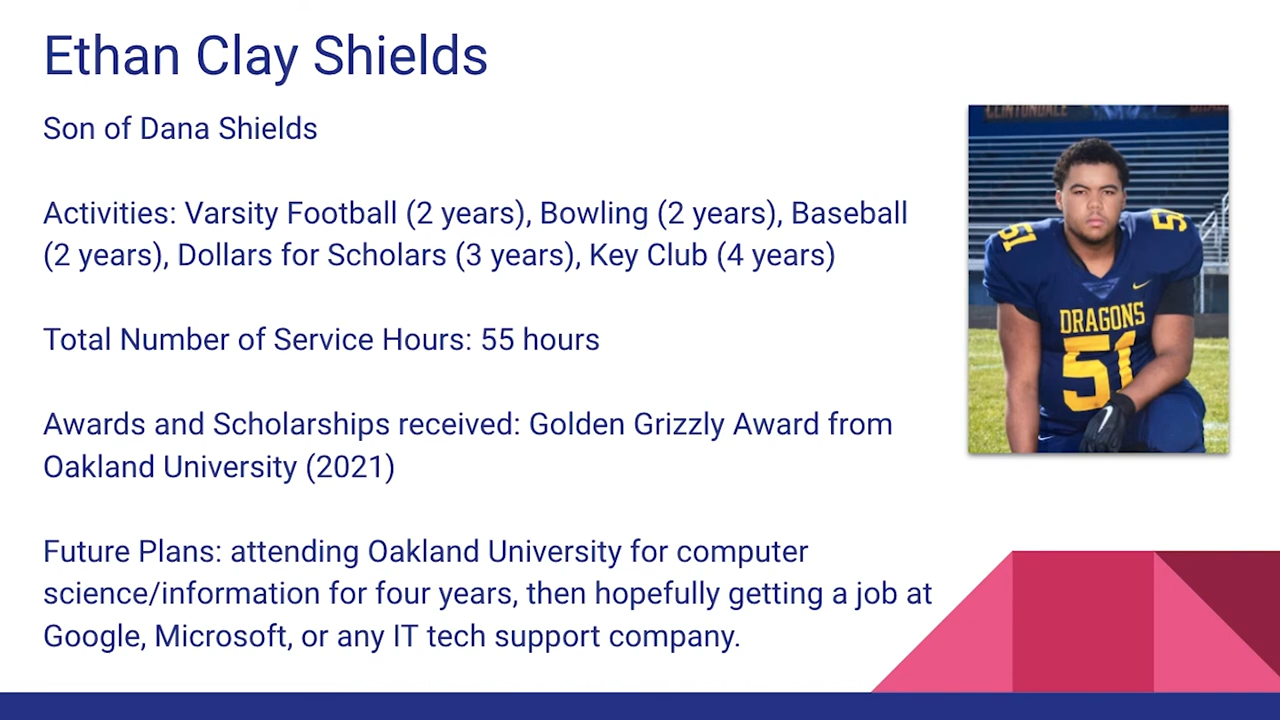 Ethan Clay Shields
Son of Dana Shields
Activities: Varsity Football (2 years), Bowling (2 years), Baseball
(2 years), Dollars for Scholars (3 years), Key Club (4 years)
Total Number of Service Hours: 55 hours
Awards and Scholarships received: Golden Grizzly Award from
Oakland University (2021)
Future Plans: attending Oakland University for computer
science/information for four years, then hopefully getting a job at
Google, Microsoft, or any IT tech support company.
CLINTONDALE
51
51
DRAGONS
51